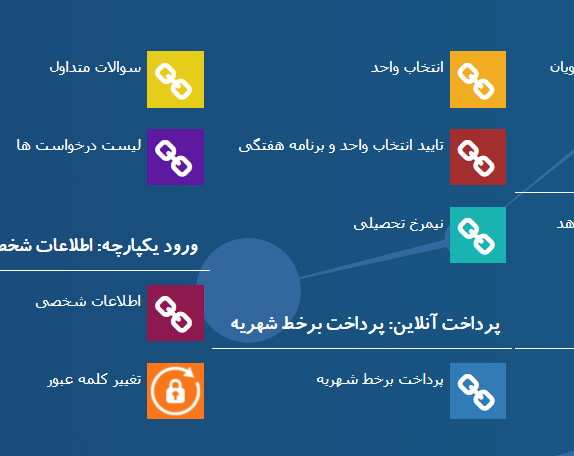 ویان
هد
انتخاب واحد
تایید انتخاب واحد و برنامه هفتگی
نیمرخ تحصیلی
پرداخت آنلاین: پرداخت برخط شهریه
پرداخت برخط شهریه
سوالات متداول
لیست درخواست ها
ورود یکپارچه: اطلاعات شخص
اطلاعات شخصی
تغییر کلمه عبور